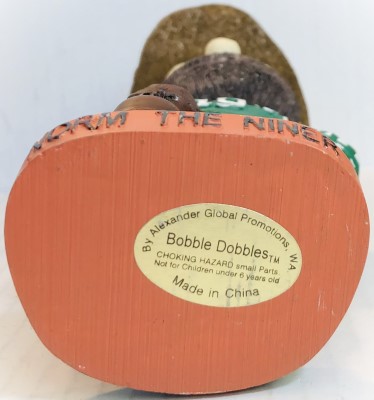 NORM THE NINER
By Alexander Global Promotions, WA
Bobble Dobbles™
CHOKING HAZARD small Parts
Not for Children under 6 years old
Made in China